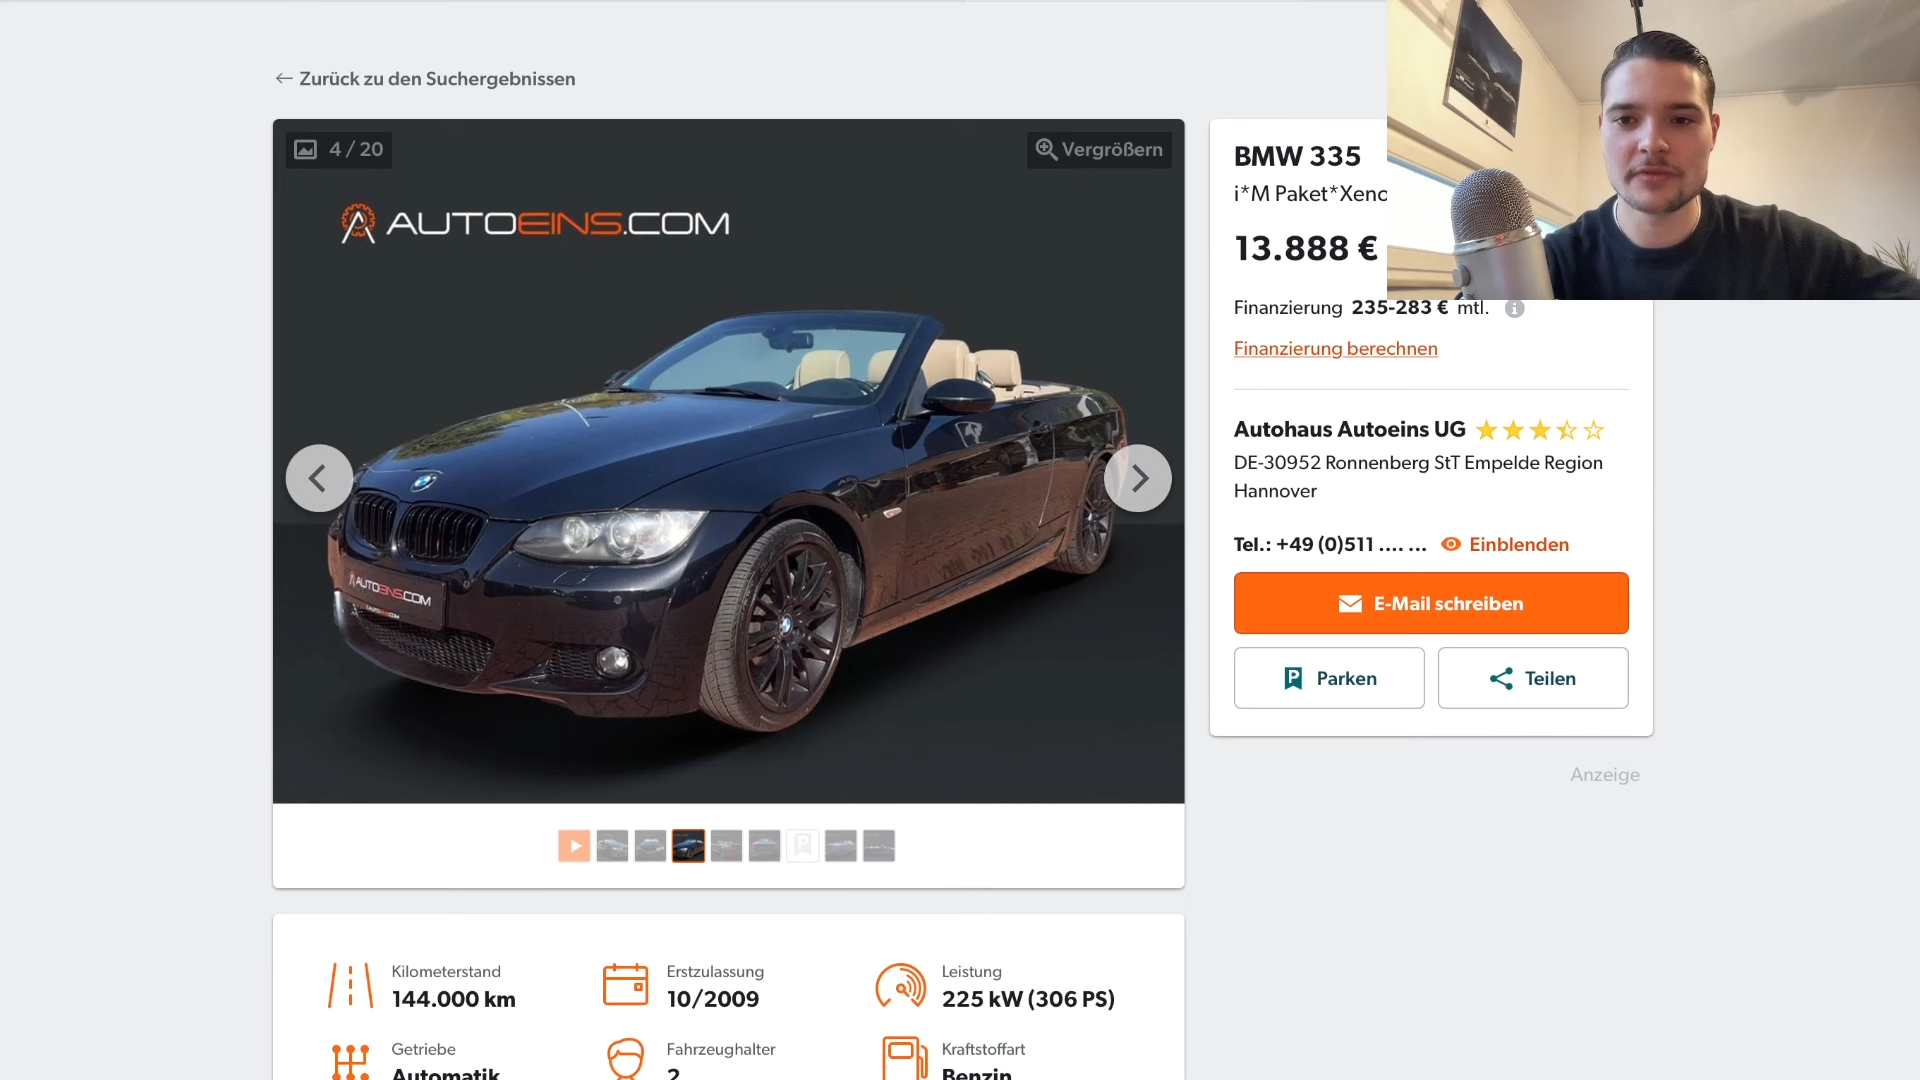 ← Zurück zu den Suchergebnissen
4 / 20
Vergrößern
AUTOEINS.COM
AUTOEINS.COM
BMW 335
i*M Paket*Xeno
13.888 €
Finanzierung 235-283 € mtl.
Finanzierung berechnen
Autohaus Autoeins UG
DE-30952 Ronnenberg StT Empelde Region
Hannover
Tel.: +49 (0)511 .... ... Einblenden
E-Mail schreiben
Parken
Teilen
Anzeige
Kilometerstand
144.000 km
Erstzulassung
10/2009
Leistung
225 kW (306 PS)
Getriebe
Automatik
Fahrzeughalter
2
Kraftstoffart
Benzin